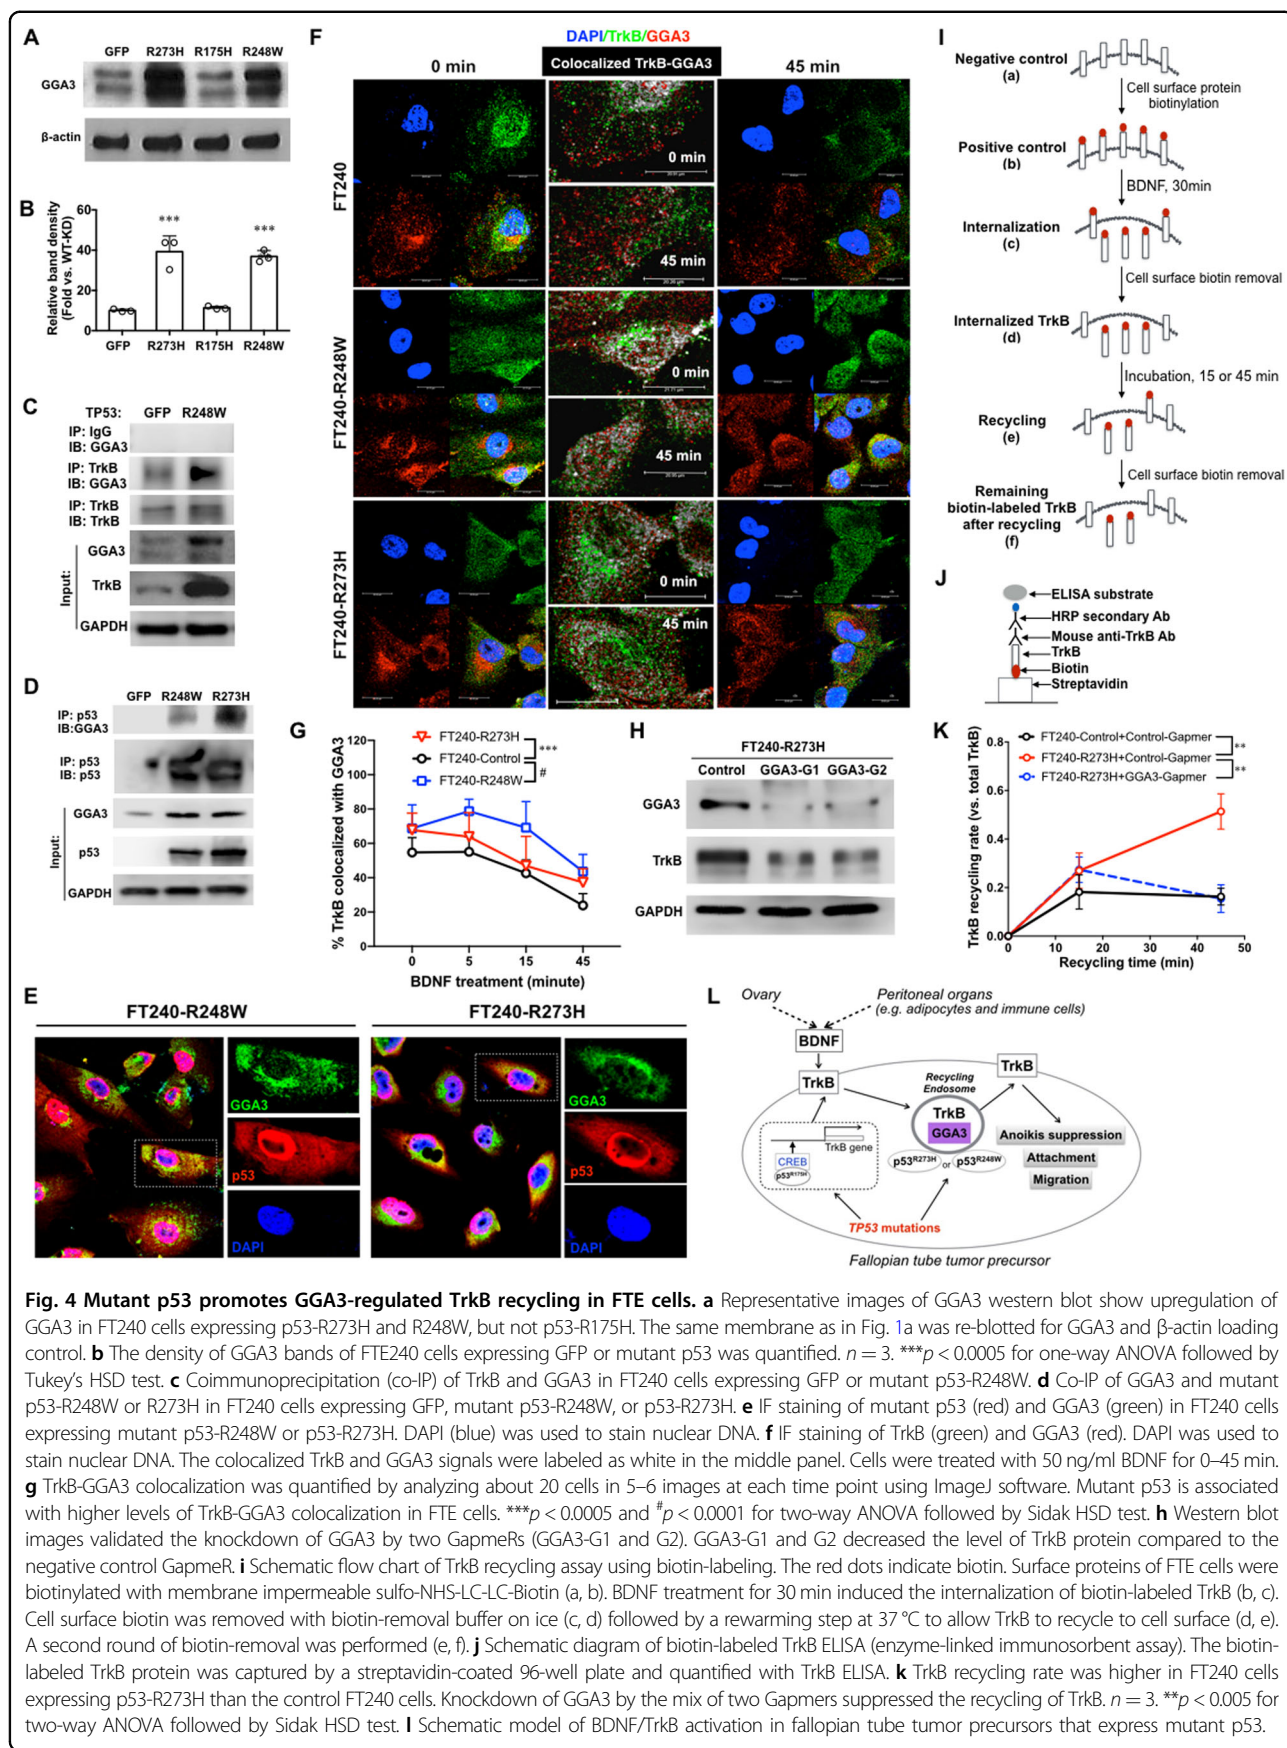 A
GFP R273H R175H R248W
GGA3
β-actin
B
Relative band density
(Fold vs. WT-KD)
60
40
20
0
***
***
GFP R273H R175H R248W
C
TP53: GFP R248W
IP: IgG
IB: GGA3
IP: TrkB
IB: GGA3
IP: TrkB
IB: TrkB
Input:
GGA3
TrkB
GAPDH
D
GFP R248W R273H
IP: p53
IB:GGA3
IP: p53
IB: p53
Input:
GGA3
p53
GAPDH
E
FT240-R248W
GGA3
p53
DAPI
FT240-R273H
GGA3
p53
DAPI
F
DAPI/TrkB/GGA3
0 min
Colocalized TrkB-GGA3
45 min
FT240
0 min
45 min
FT240-R248W
0 min
45 min
FT240-R273H
0 min
45 min
G
FT240-R273H
FT240-Control
FT240-R248W
***
#
% TrkB colocalized with GGA3
120
100
80
60
40
20
0
0 5 15 45
BDNF treatment (minute)
H
FT240-R273H
Control GGA3-G1 GGA3-G2
GGA3
TrkB
GAPDH
I
Negative control
(a)
Cell surface protein
biotinylation
Positive control
(b)
BDNF, 30min
Internalization
(c)
Cell surface biotin removal
Internalized TrkB
(d)
Incubation, 15 or 45 min
Recycling
(e)
Cell surface biotin removal
Remaining
biotin-labeled TrkB
after recycling
(f)
J
ELISA substrate
HRP secondary Ab
Mouse anti-TrkB Ab
TrkB
Biotin
Streptavidin
K
FT240-Control+Control-Gapmer
FT240-R273H+Control-Gapmer
FT240-R273H+GGA3-Gapmer
**
**
TrkB recycling rate (vs. total TrkB)
0.8
0.6
0.4
0.2
0.0
0 10 20 30 40 50
Recycling time (min)
L
Ovary
Peritoneal organs
(e.g. adipocytes and immune cells)
BDNF
TrkB
TrkB
Recycling
Endosome
TrkB
GGA3
TrkB gene
CREB
p53R175H
p53R273H or p53R248W
Anoikis suppression
Attachment
Migration
TP53 mutations
Fallopian tube tumor precursor
Fig. 4 Mutant p53 promotes GGA3-regulated TrkB recycling in FTE cells. a Representative images of GGA3 western blot show upregulation of
GGA3 in FT240 cells expressing p53-R273H and R248W, but not p53-R175H. The same membrane as in Fig. 1a was re-blotted for GGA3 and β-actin loading
control. b The density of GGA3 bands of FTE240 cells expressing GFP or mutant p53 was quantified. n = 3. ***p < 0.0005 for one-way ANOVA followed by
Tukey's HSD test. c Coimmunoprecipitation (co-IP) of TrkB and GGA3 in FT240 cells expressing GFP or mutant p53-R248W. d Co-IP of GGA3 and mutant
p53-R248W or R273H in FT240 cells expressing GFP, mutant p53-R248W, or p53-R273H. e IF staining of mutant p53 (red) and GGA3 (green) in FT240 cells
expressing mutant p53-R248W or p53-R273H. DAPI (blue) was used to stain nuclear DNA. f IF staining of TrkB (green) and GGA3 (red). DAPI was used to
stain nuclear DNA. The colocalized TrkB and GGA3 signals were labeled as white in the middle panel. Cells were treated with 50 ng/ml BDNF for 0–45 min.
g TrkB-GGA3 colocalization was quantified by analyzing about 20 cells in 5–6 images at each time point using ImageJ software. Mutant p53 is associated
with higher levels of TrkB-GGA3 colocalization in FTE cells. ***p < 0.0005 and #p < 0.0001 for two-way ANOVA followed by Sidak HSD test. h Western blot
images validated the knockdown of GGA3 by two GapmeRs (GGA3-G1 and G2). GGA3-G1 and G2 decreased the level of TrkB protein compared to the
negative control GapmeR. i Schematic flow chart of TrkB recycling assay using biotin-labeling. The red dots indicate biotin. Surface proteins of FTE cells were
biotinylated with membrane impermeable sulfo-NHS-LC-LC-Biotin (a, b). BDNF treatment for 30 min induced the internalization of biotin-labeled TrkB (b, c).
Cell surface biotin was removed with biotin-removal buffer on ice (c, d) followed by a rewarming step at 37 °C to allow TrkB to recycle to cell surface (d, e).
A second round of biotin-removal was performed (e, f). j Schematic diagram of biotin-labeled TrkB ELISA (enzyme-linked immunosorbent assay). The biotin-
labeled TrkB protein was captured by a streptavidin-coated 96-well plate and quantified with TrkB ELISA. k TrkB recycling rate was higher in FT240 cells
expressing p53-R273H than the control FT240 cells. Knockdown of GGA3 by the mix of two Gapmers suppressed the recycling of TrkB. n = 3. **p < 0.005 for
two-way ANOVA followed by Sidak HSD test. l Schematic model of BDNF/TrkB activation in fallopian tube tumor precursors that express mutant p53.